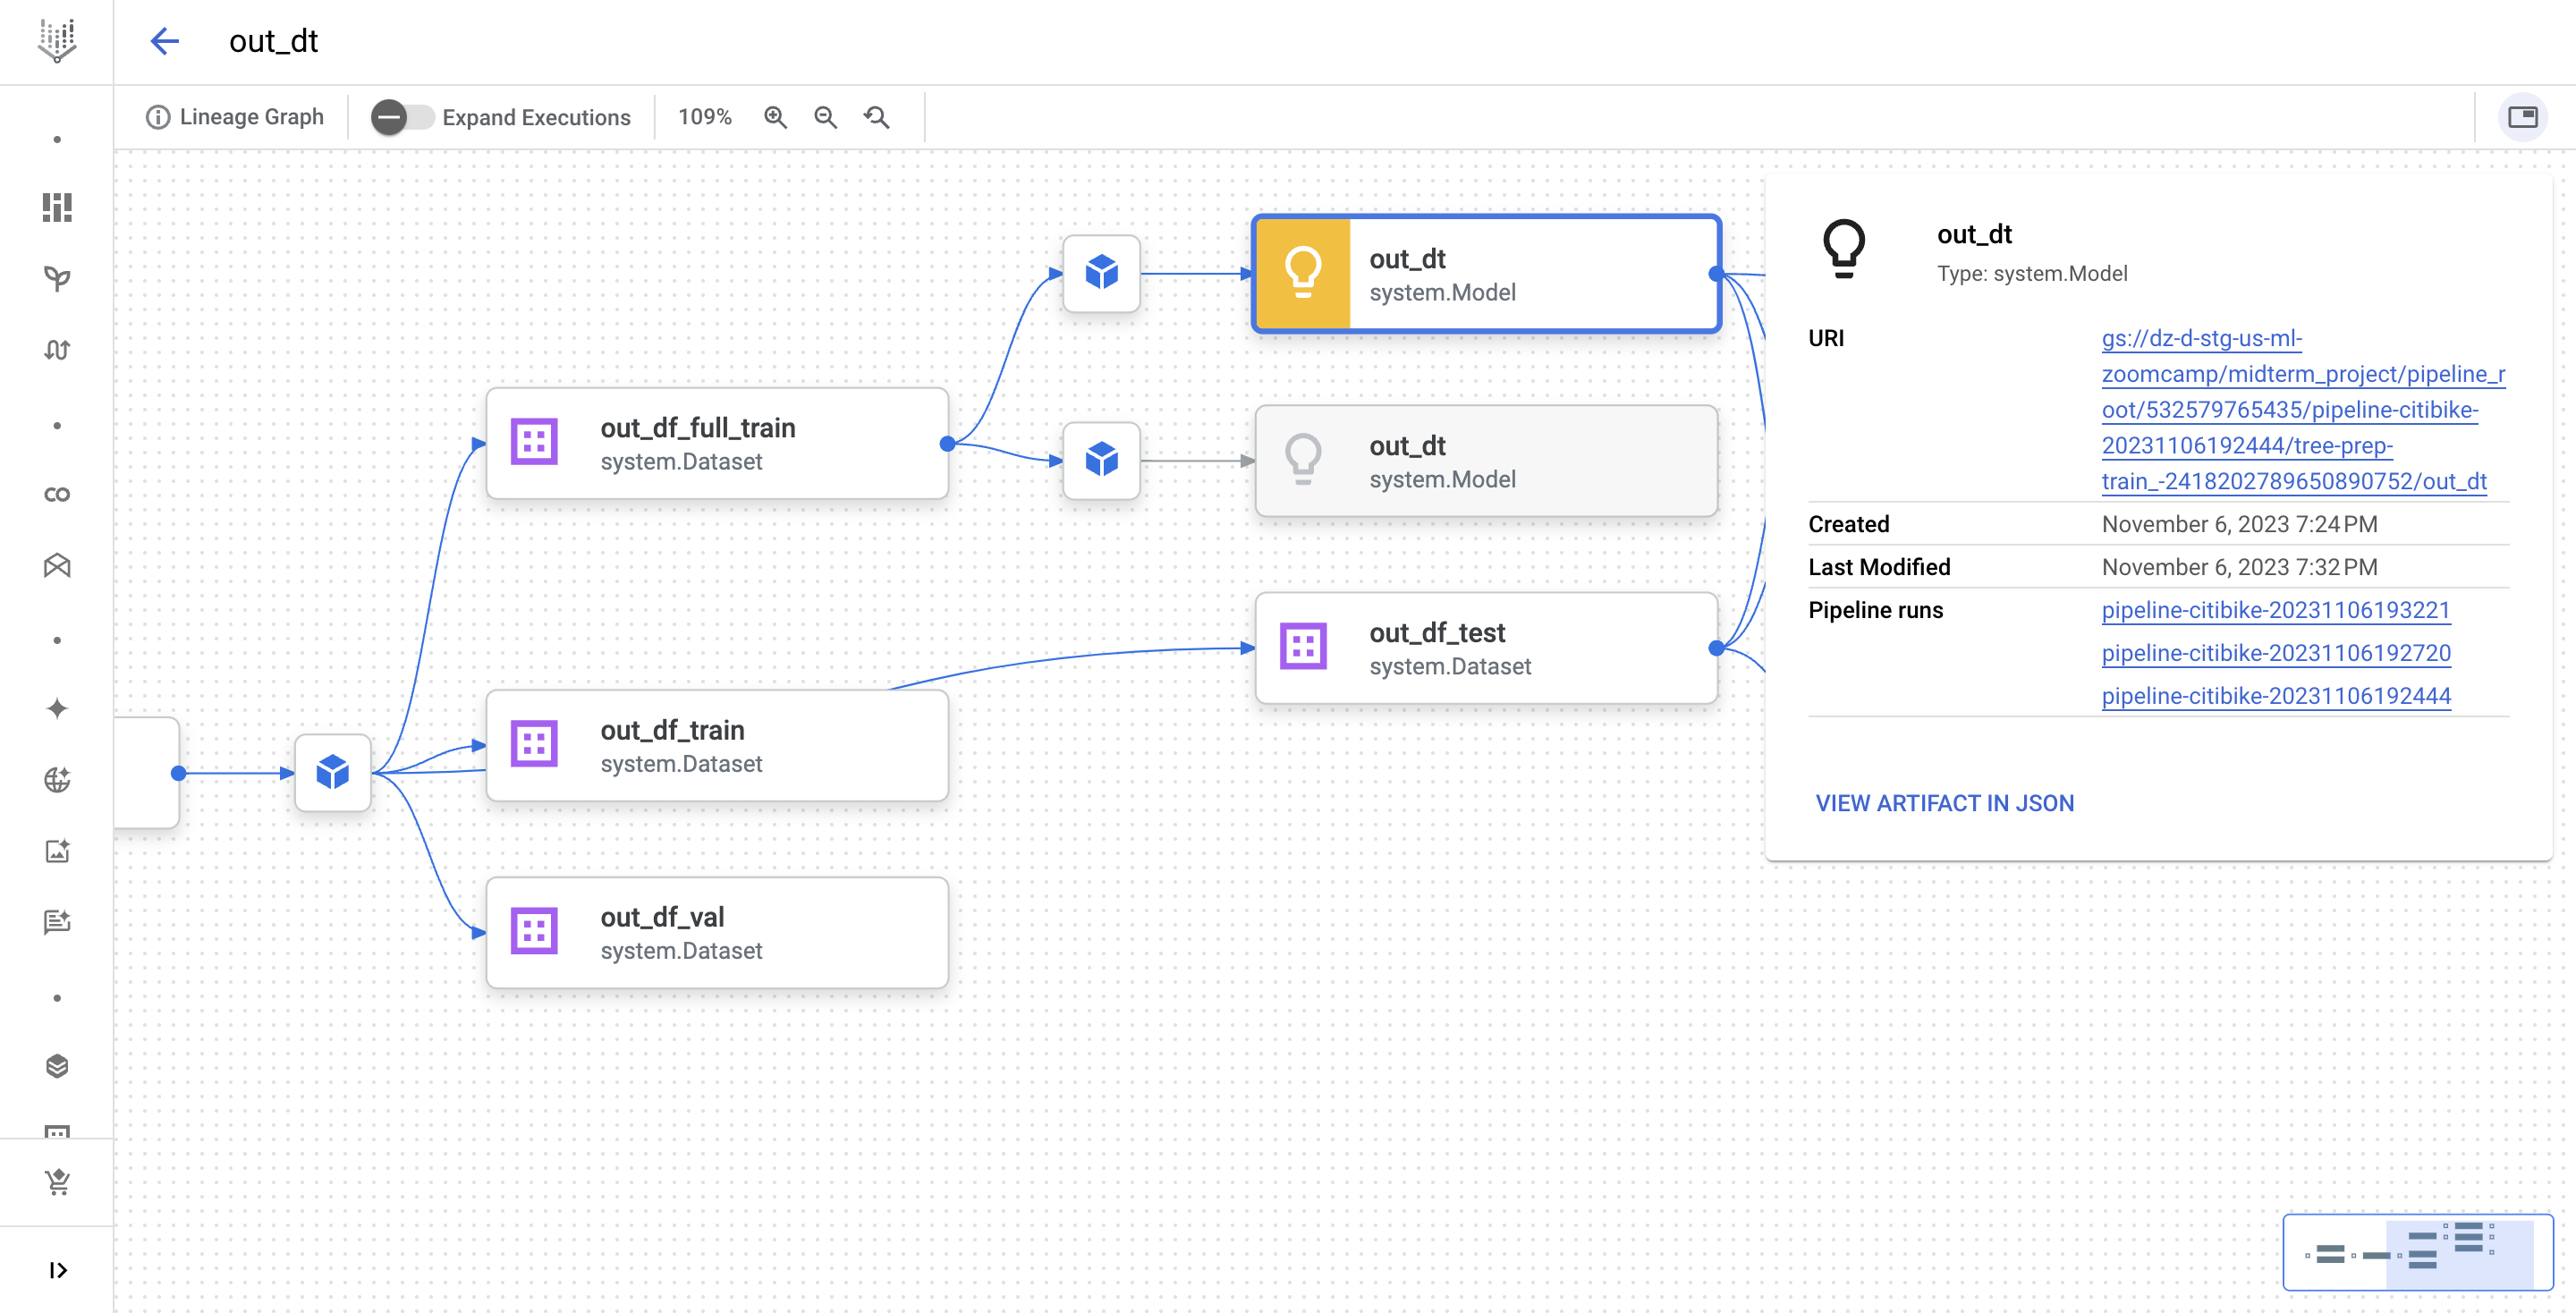 out_dt
Lineage Graph
Expand Executions
109%
out_dt
system.Model
out_df_full_train
system.Dataset
out_dt
system.Model
out_df_test
system.Dataset
out_df_train
system.Dataset
out_df_val
system.Dataset
out_dt
Type: system.Model
URI
gs://dz-d-stg-us-ml-
zoomcamp/midterm_project/pipeline_r
oot/532579765435/pipeline-citibike-
20231106192444/tree-prep-
train_-2418202789650890752/out_dt
Created
November 6, 2023 7:24 PM
Last Modified
November 6, 2023 7:32 PM
Pipeline runs
pipeline-citibike-20231106193221
pipeline-citibike-20231106192720
pipeline-citibike-20231106192444
VIEW ARTIFACT IN JSON